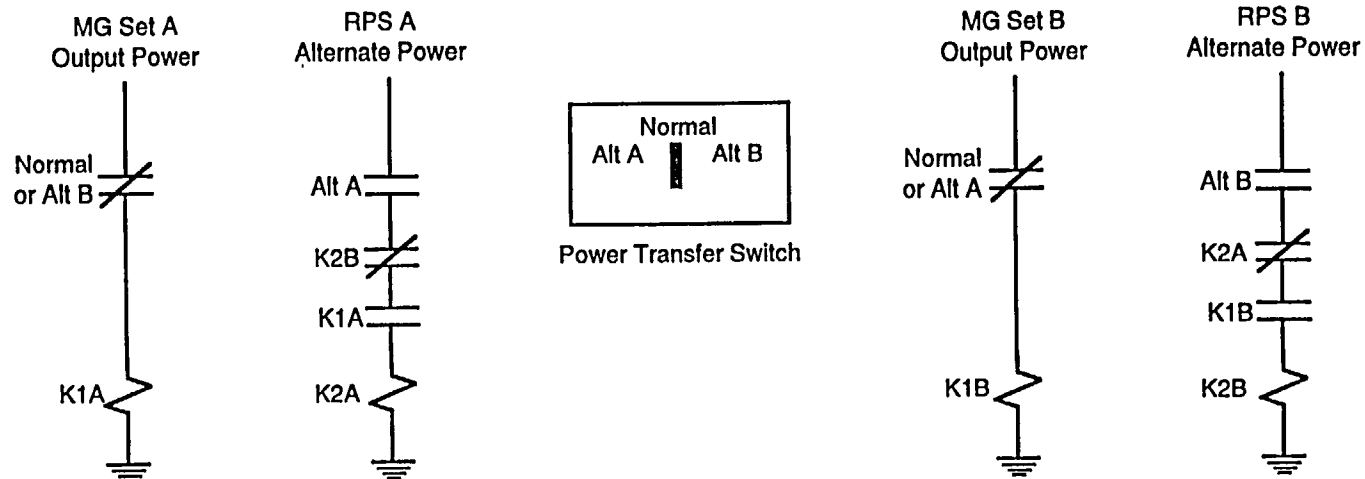 MG Set A
Output Power
RPS A
Alternate Power
MG Set B
Output Power
RPS B
Alternate Power
Normal
Alt A
Alt B
Power Transfer Switch
Normal
or Alt B
K1A
Alt A
K2B
K1A
K2A
Normal
or Alt A
K1B
Alt B
K2A
K1B
K2B